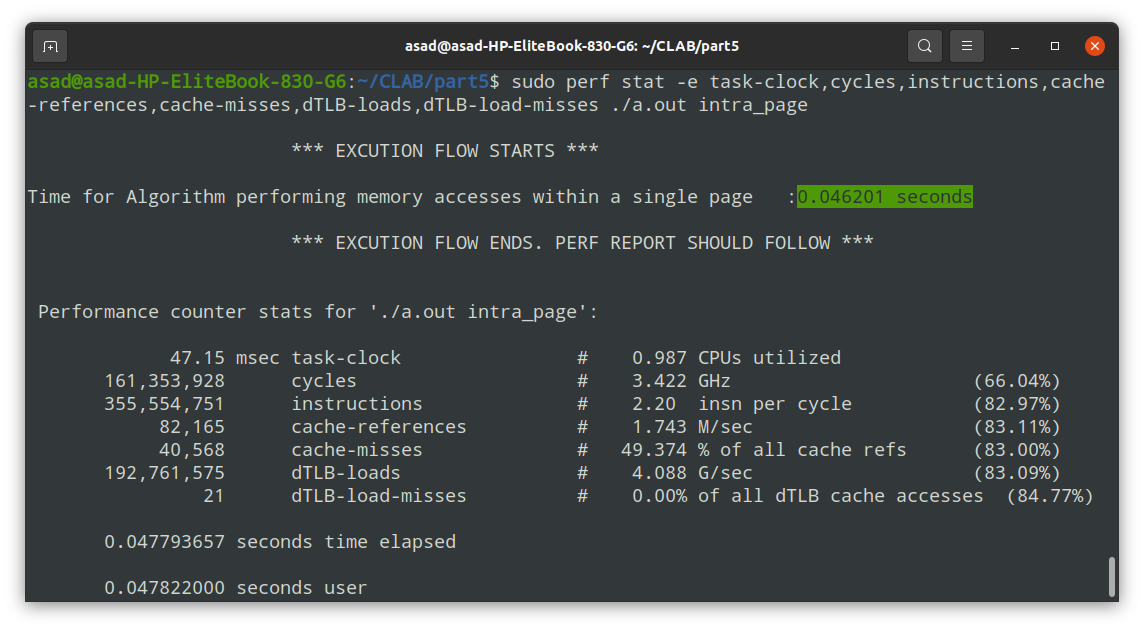 asad@asad-HP-EliteBook-830-G6: ~/CLAB/part5
asad@asad-HP-EliteBook-830-G6:~/CLAB/part5$ sudo perf stat -e task-clock,cycles,instructions,cache
-references,cache-misses,dTLB-loads,dTLB-load-misses ./a.out intra_page
*** EXCUTION FLOW STARTS ***
Time for Algorithm performing memory accesses within a single page   :0.046201 seconds
*** EXCUTION FLOW ENDS. PERF REPORT SHOULD FOLLOW ***
Performance counter stats for './a.out intra_page':
47.15 msec task-clock                #    0.987 CPUs utilized
161,353,928      cycles                    #    3.422 GHz                      (66.04%)
355,554,751      instructions              #    2.20  insn per cycle           (82.97%)
82,165      cache-references          #    1.743 M/sec                    (83.11%)
40,568      cache-misses              #   49.374 % of all cache refs      (83.00%)
192,761,575      dTLB-loads                #    4.088 G/sec                    (83.09%)
21      dTLB-load-misses          #    0.00% of all dTLB cache accesses  (84.77%)
0.047793657 seconds time elapsed
0.047822000 seconds user